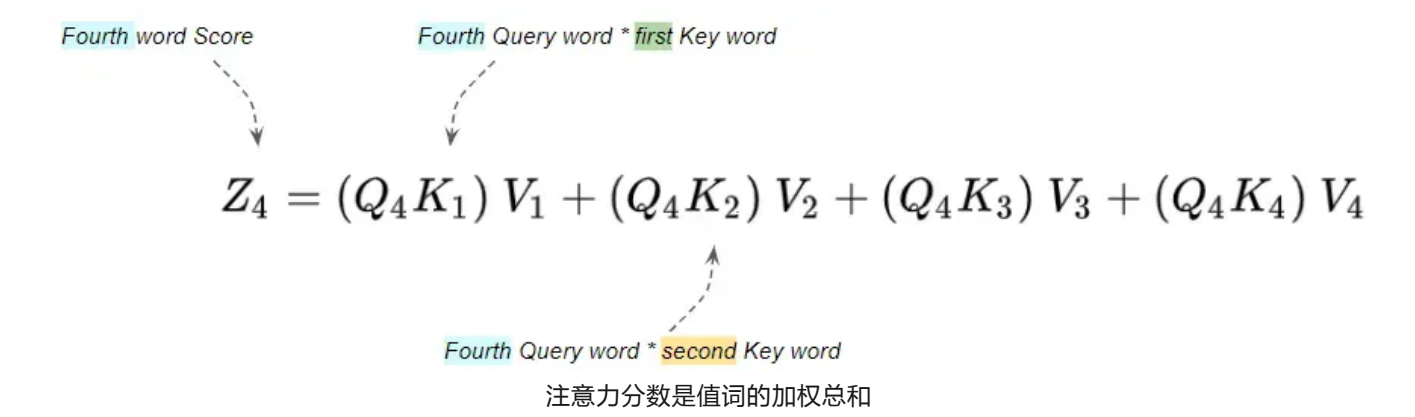 Fourth word Score
Fourth Query word * first Key word
Z₄ = (Q₄K₁) V₁ + (Q₄K₂) V₂ + (Q₄K₃) V₃ + (Q₄K₄) V₄
Fourth Query word * second Key word
注意力分数是值词的加权总和